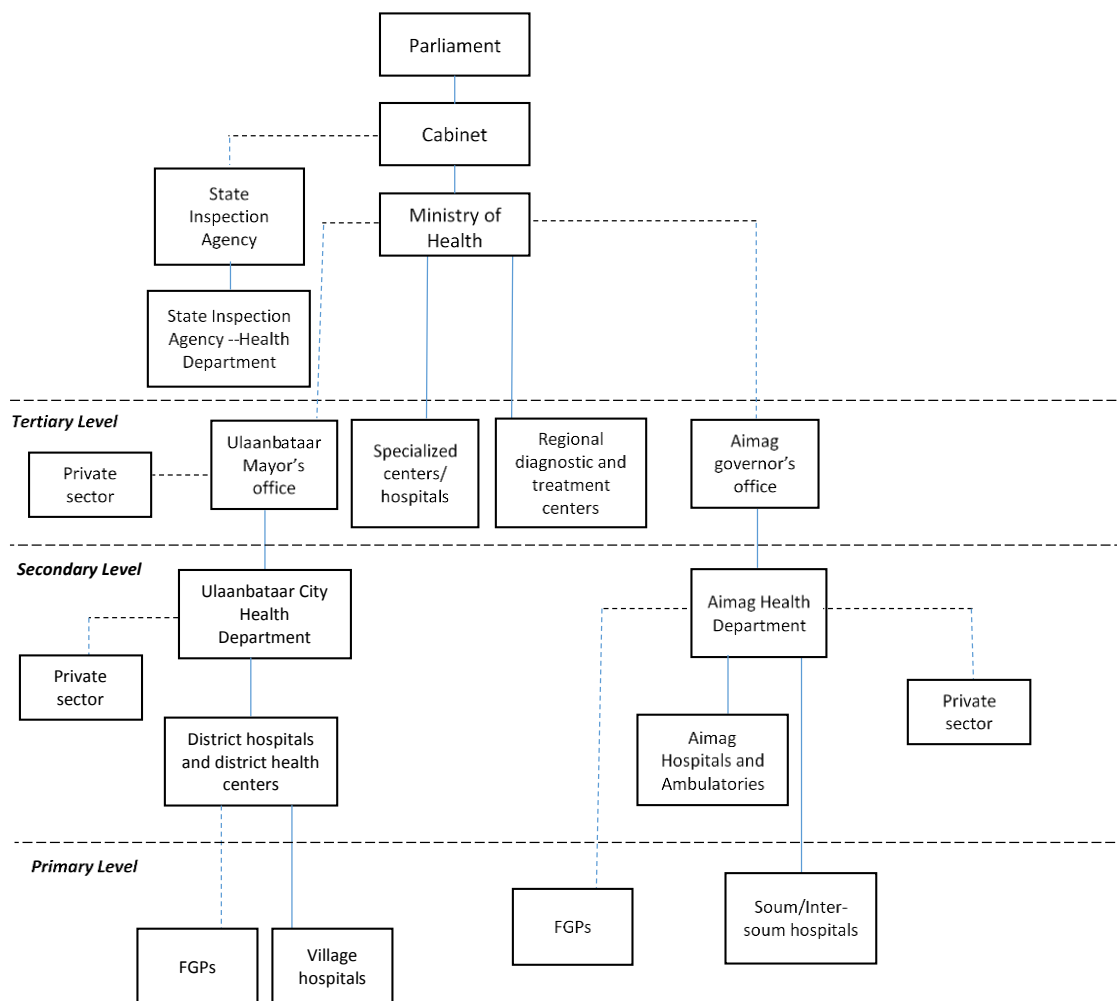 Parliament
Cabinet
State
Inspection
Agency
Ministry of
Health
State Inspection
Agency --Health
Department
Tertiary Level
Private
sector
Ulaanbataar
Mayor’s
office
Specialized
centers/
hospitals
Regional
diagnostic and
treatment
centers
Aimag
governor’s
office
Secondary Level
Ulaanbataar City
Health
Department
Aimag Health
Department
Private
sector
Private
sector
District hospitals
and district health
centers
Aimag
Hospitals and
Ambulatories
Primary Level
FGPs
Village
hospitals
FGPs
Soum/Inter-
soum hospitals